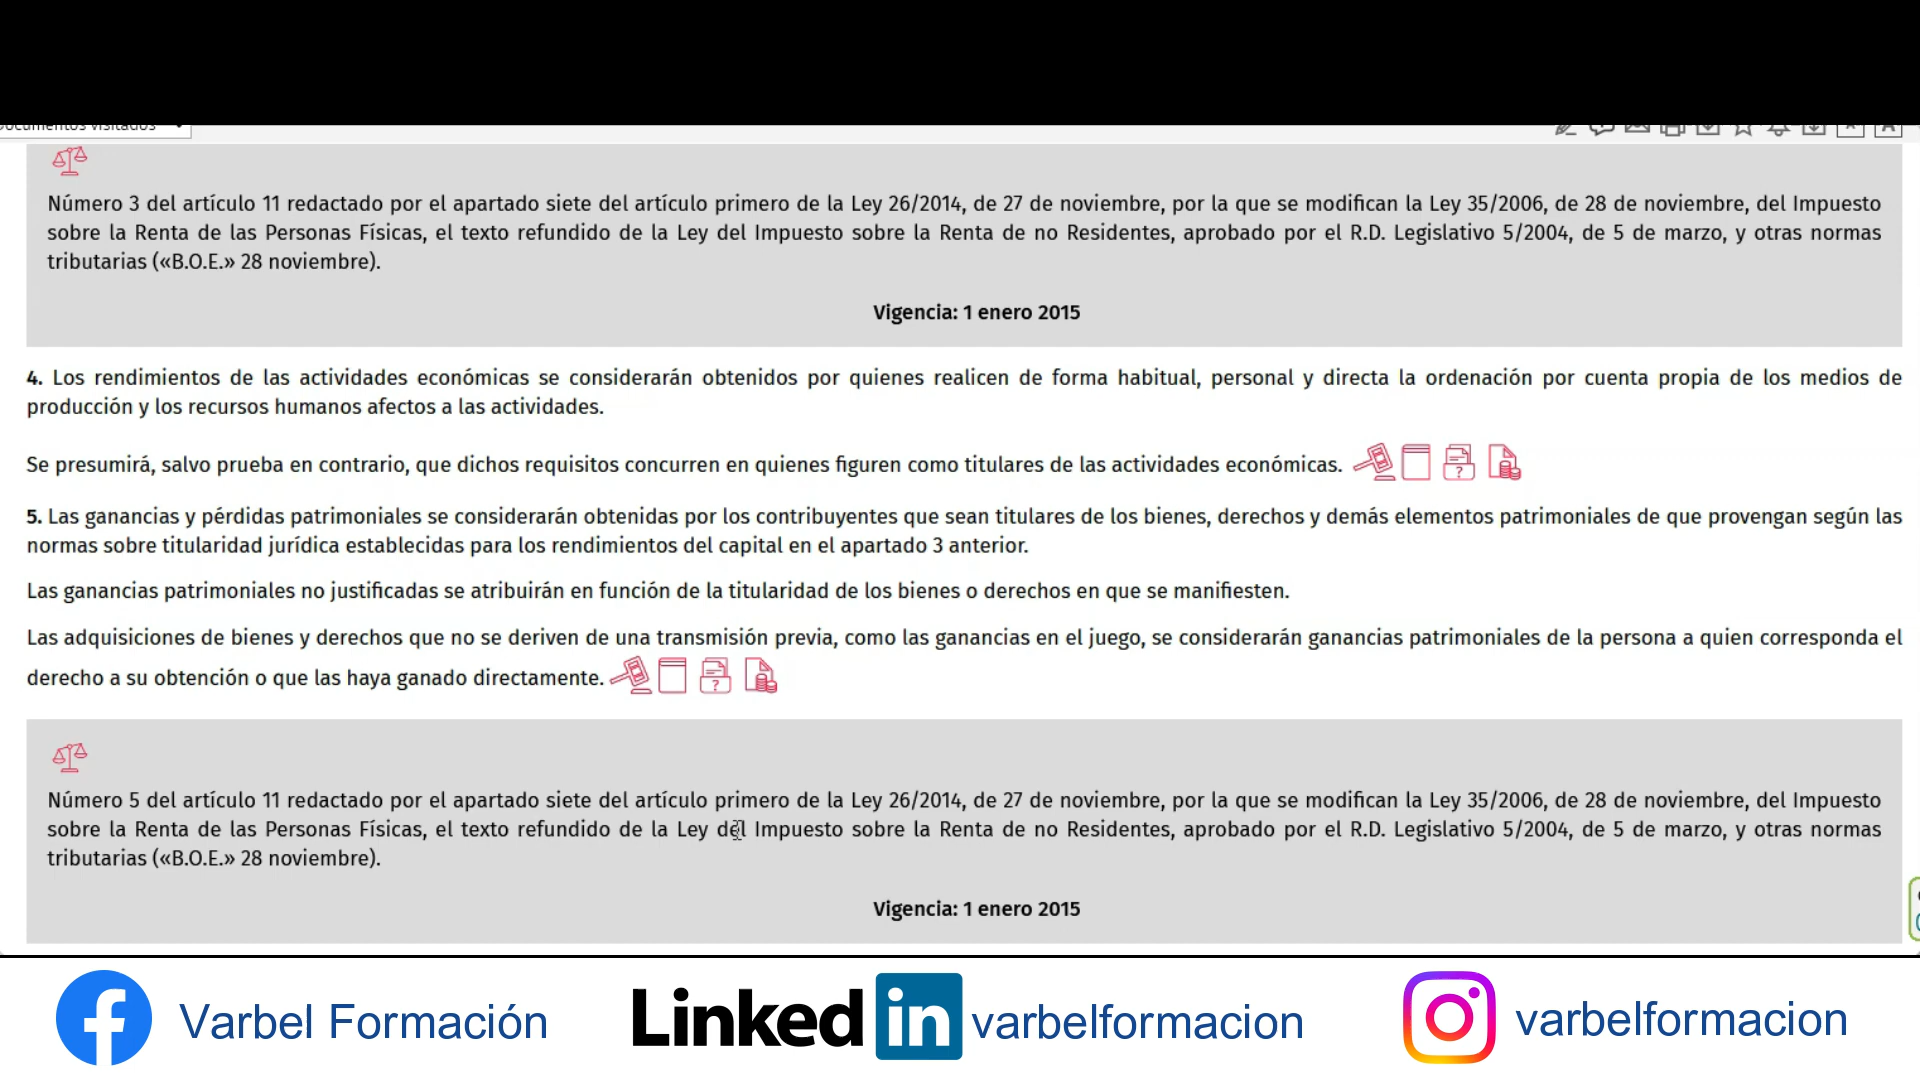 Documentos visitados
Número 3 del artículo 11 redactado por el apartado siete del artículo primero de la Ley 26/2014, de 27 de noviembre, por la que se modifican la Ley 35/2006, de 28 de noviembre, del Impuesto
sobre la Renta de las Personas Físicas, el texto refundido de la Ley del Impuesto sobre la Renta de no Residentes, aprobado por el R.D. Legislativo 5/2004, de 5 de marzo, y otras normas
tributarias («B.O.E.» 28 noviembre).
Vigencia: 1 enero 2015
4. Los rendimientos de las actividades económicas se considerarán obtenidos por quienes realicen de forma habitual, personal y directa la ordenación por cuenta propia de los medios de
producción y los recursos humanos afectos a las actividades.
Se presumirá, salvo prueba en contrario, que dichos requisitos concurren en quienes figuren como titulares de las actividades económicas.
5. Las ganancias y pérdidas patrimoniales se considerarán obtenidas por los contribuyentes que sean titulares de los bienes, derechos y demás elementos patrimoniales de que provengan según las
normas sobre titularidad jurídica establecidas para los rendimientos del capital en el apartado 3 anterior.
Las ganancias patrimoniales no justificadas se atribuirán en función de la titularidad de los bienes o derechos en que se manifiesten.
Las adquisiciones de bienes y derechos que no se deriven de una transmisión previa, como las ganancias en el juego, se considerarán ganancias patrimoniales de la persona a quien corresponda el
derecho a su obtención o que las haya ganado directamente.
Número 5 del artículo 11 redactado por el apartado siete del artículo primero de la Ley 26/2014, de 27 de noviembre, por la que se modifican la Ley 35/2006, de 28 de noviembre, del Impuesto
sobre la Renta de las Personas Físicas, el texto refundido de la Ley del Impuesto sobre la Renta de no Residentes, aprobado por el R.D. Legislativo 5/2004, de 5 de marzo, y otras normas
tributarias («B.O.E.» 28 noviembre).
Vigencia: 1 enero 2015
Varbel Formación
Linked in varbelformacion
varbelformacion